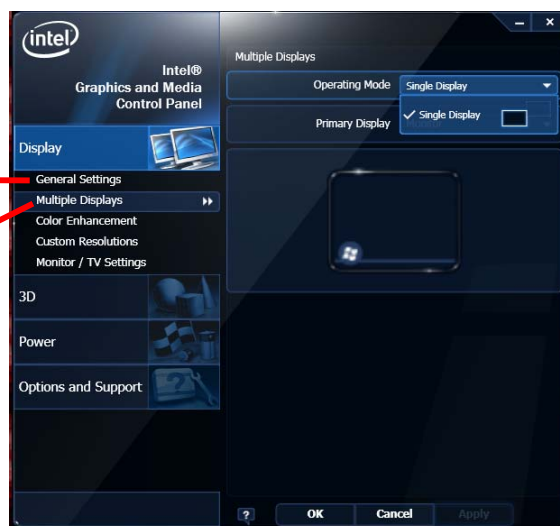 intel
Intel®
Graphics and Media
Control Panel
Display
General Settings
Multiple Displays
Color Enhancement
Custom Resolutions
Monitor / TV Settings
3D
Power
Options and Support
Multiple Displays
Operating Mode Single Display
✓ Single Display
Primary Display
? OK Cancel Apply